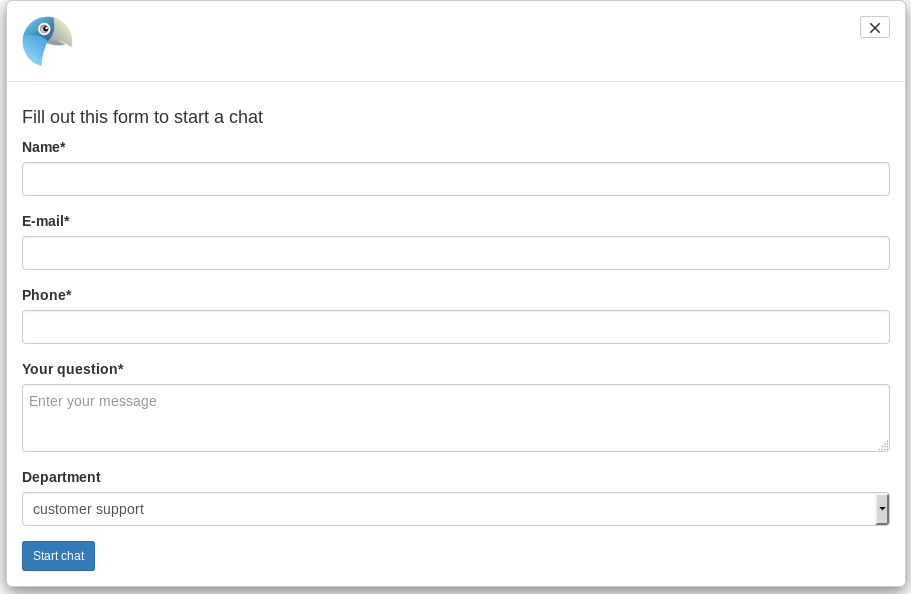 Fill out this form to start a chat
Name*
E-mail*
Phone*
Your question*
Enter your message
Department
customer support
Start chat